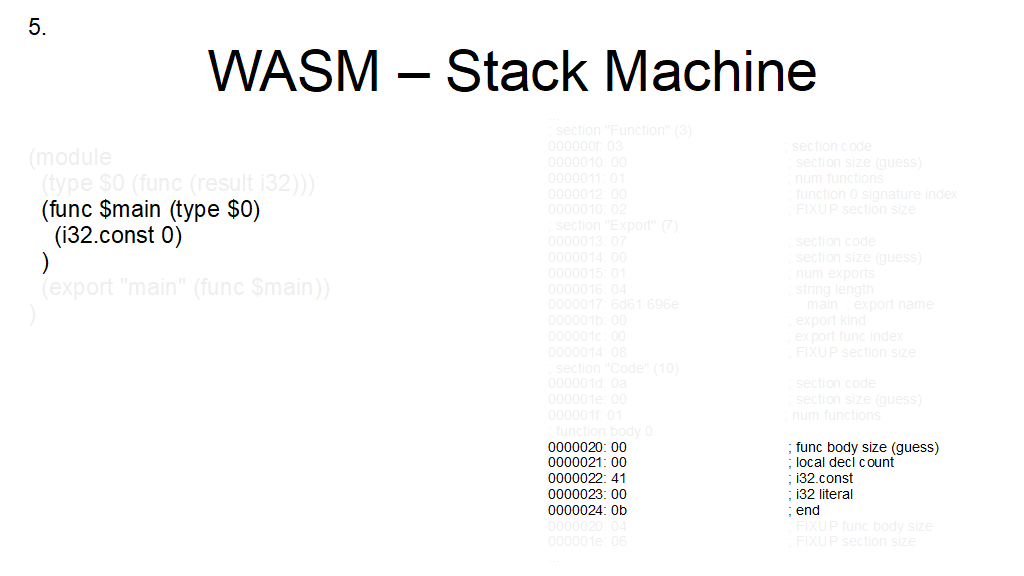 5.
WASM – Stack Machine
(module
(type $0 (func (result i32)))
(func $main (type $0)
(i32.const 0)
)
(export "main" (func $main))
)
...
; section "Function" (3)
000000f: 03 ; section code
0000010: 00 ; section size (guess)
0000011: 01 ; num functions
0000012: 00 ; function 0 signature index
0000010: 02 ; FIXUP section size
; section "Export" (7)
0000013: 07 ; section code
0000014: 00 ; section size (guess)
0000015: 01 ; num exports
0000016: 04 ; string length
0000017: 6d61 696e main ; export name
000001b: 00 ; export kind
000001c: 00 ; export func index
0000014: 08 ; FIXUP section size
; section "Code" (10)
000001d: 0a ; section code
000001e: 00 ; section size (guess)
000001f: 01 ; num functions
; function body 0
0000020: 00 ; func body size (guess)
0000021: 00 ; local decl count
0000022: 41 ; i32.const
0000023: 00 ; i32 literal
0000024: 0b ; end
0000020: 04 ; FIXUP func body size
000001e: 06 ; FIXUP section size
...